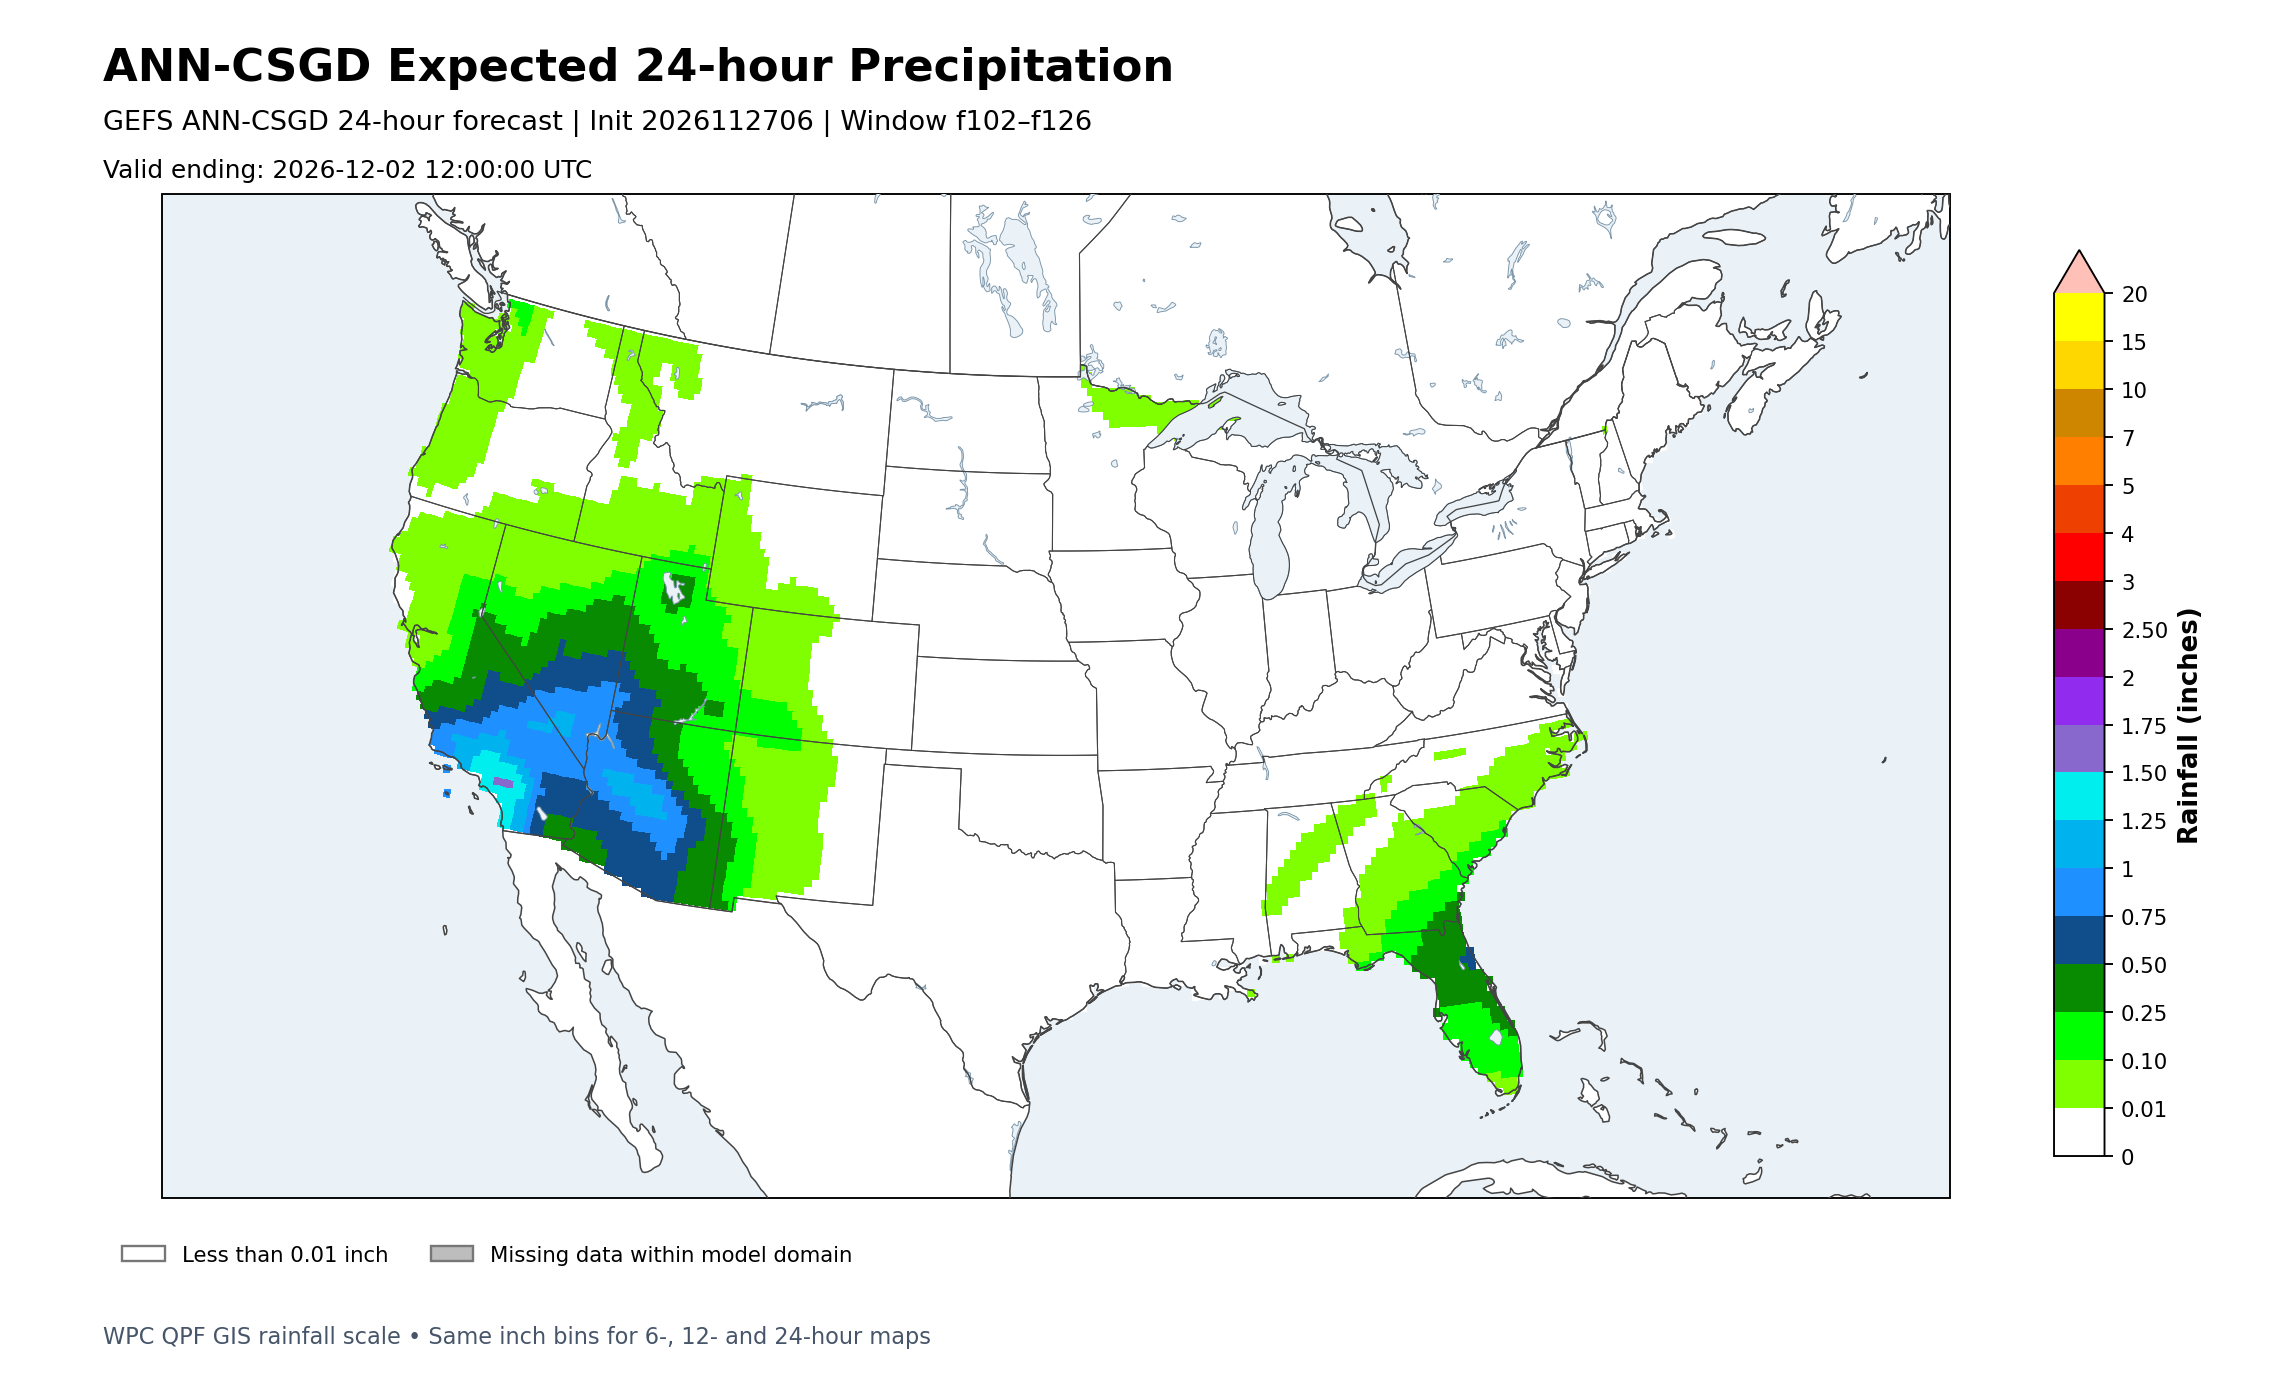 ANN-CSGD Expected 24-hour Precipitation
GEFS ANN-CSGD 24-hour forecast | Init 2026112706 | Window f102–f126
Valid ending: 2026-12-02 12:00:00 UTC
20
15
10
7
5
4
3
2.50
2
1.75
1.50
1.25
1
0.75
0.50
0.25
0.10
0.01
0
Rainfall (inches)
Less than 0.01 inch
Missing data within model domain
WPC QPF GIS rainfall scale • Same inch bins for 6-, 12- and 24-hour maps